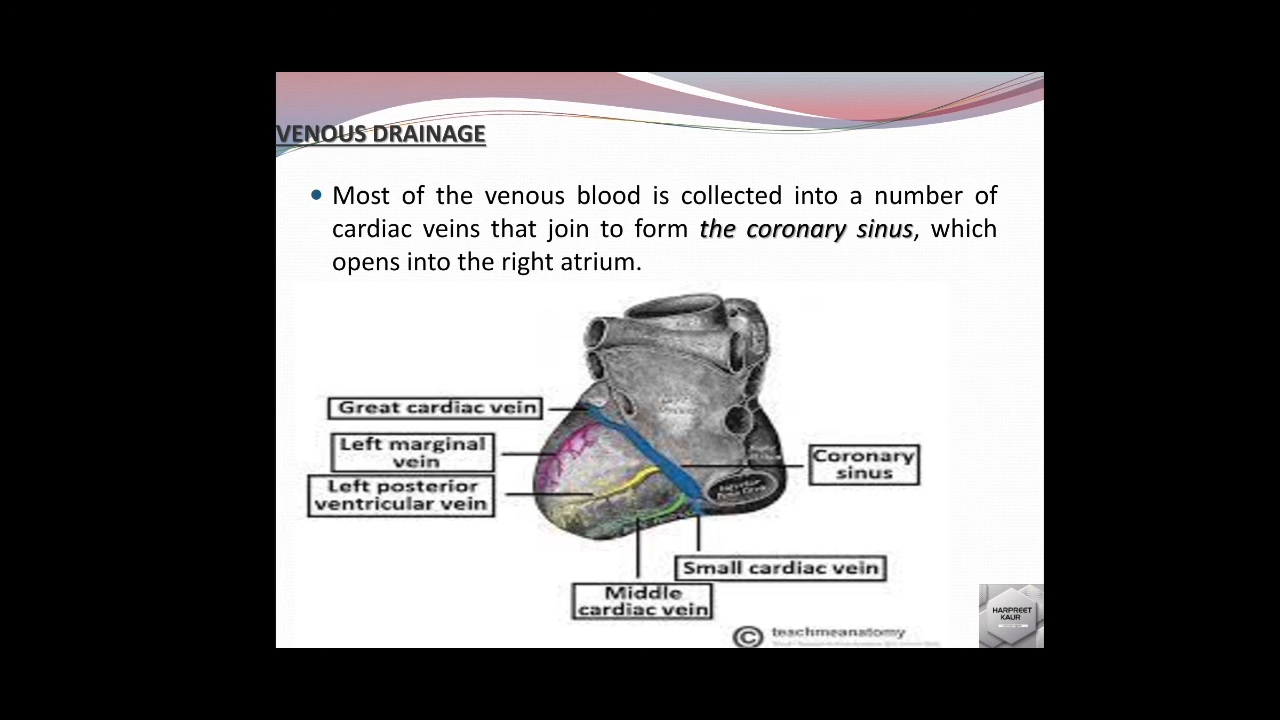 VENOUS DRAINAGE
• Most of the venous blood is collected into a number of
cardiac veins that join to form the coronary sinus, which
opens into the right atrium.
Great cardiac vein
Left marginal
vein
Left posterior
ventricular vein
Coronary
sinus
Small cardiac vein
Middle
cardiac vein
© teachmeanatomy
HARPREET
KAUR